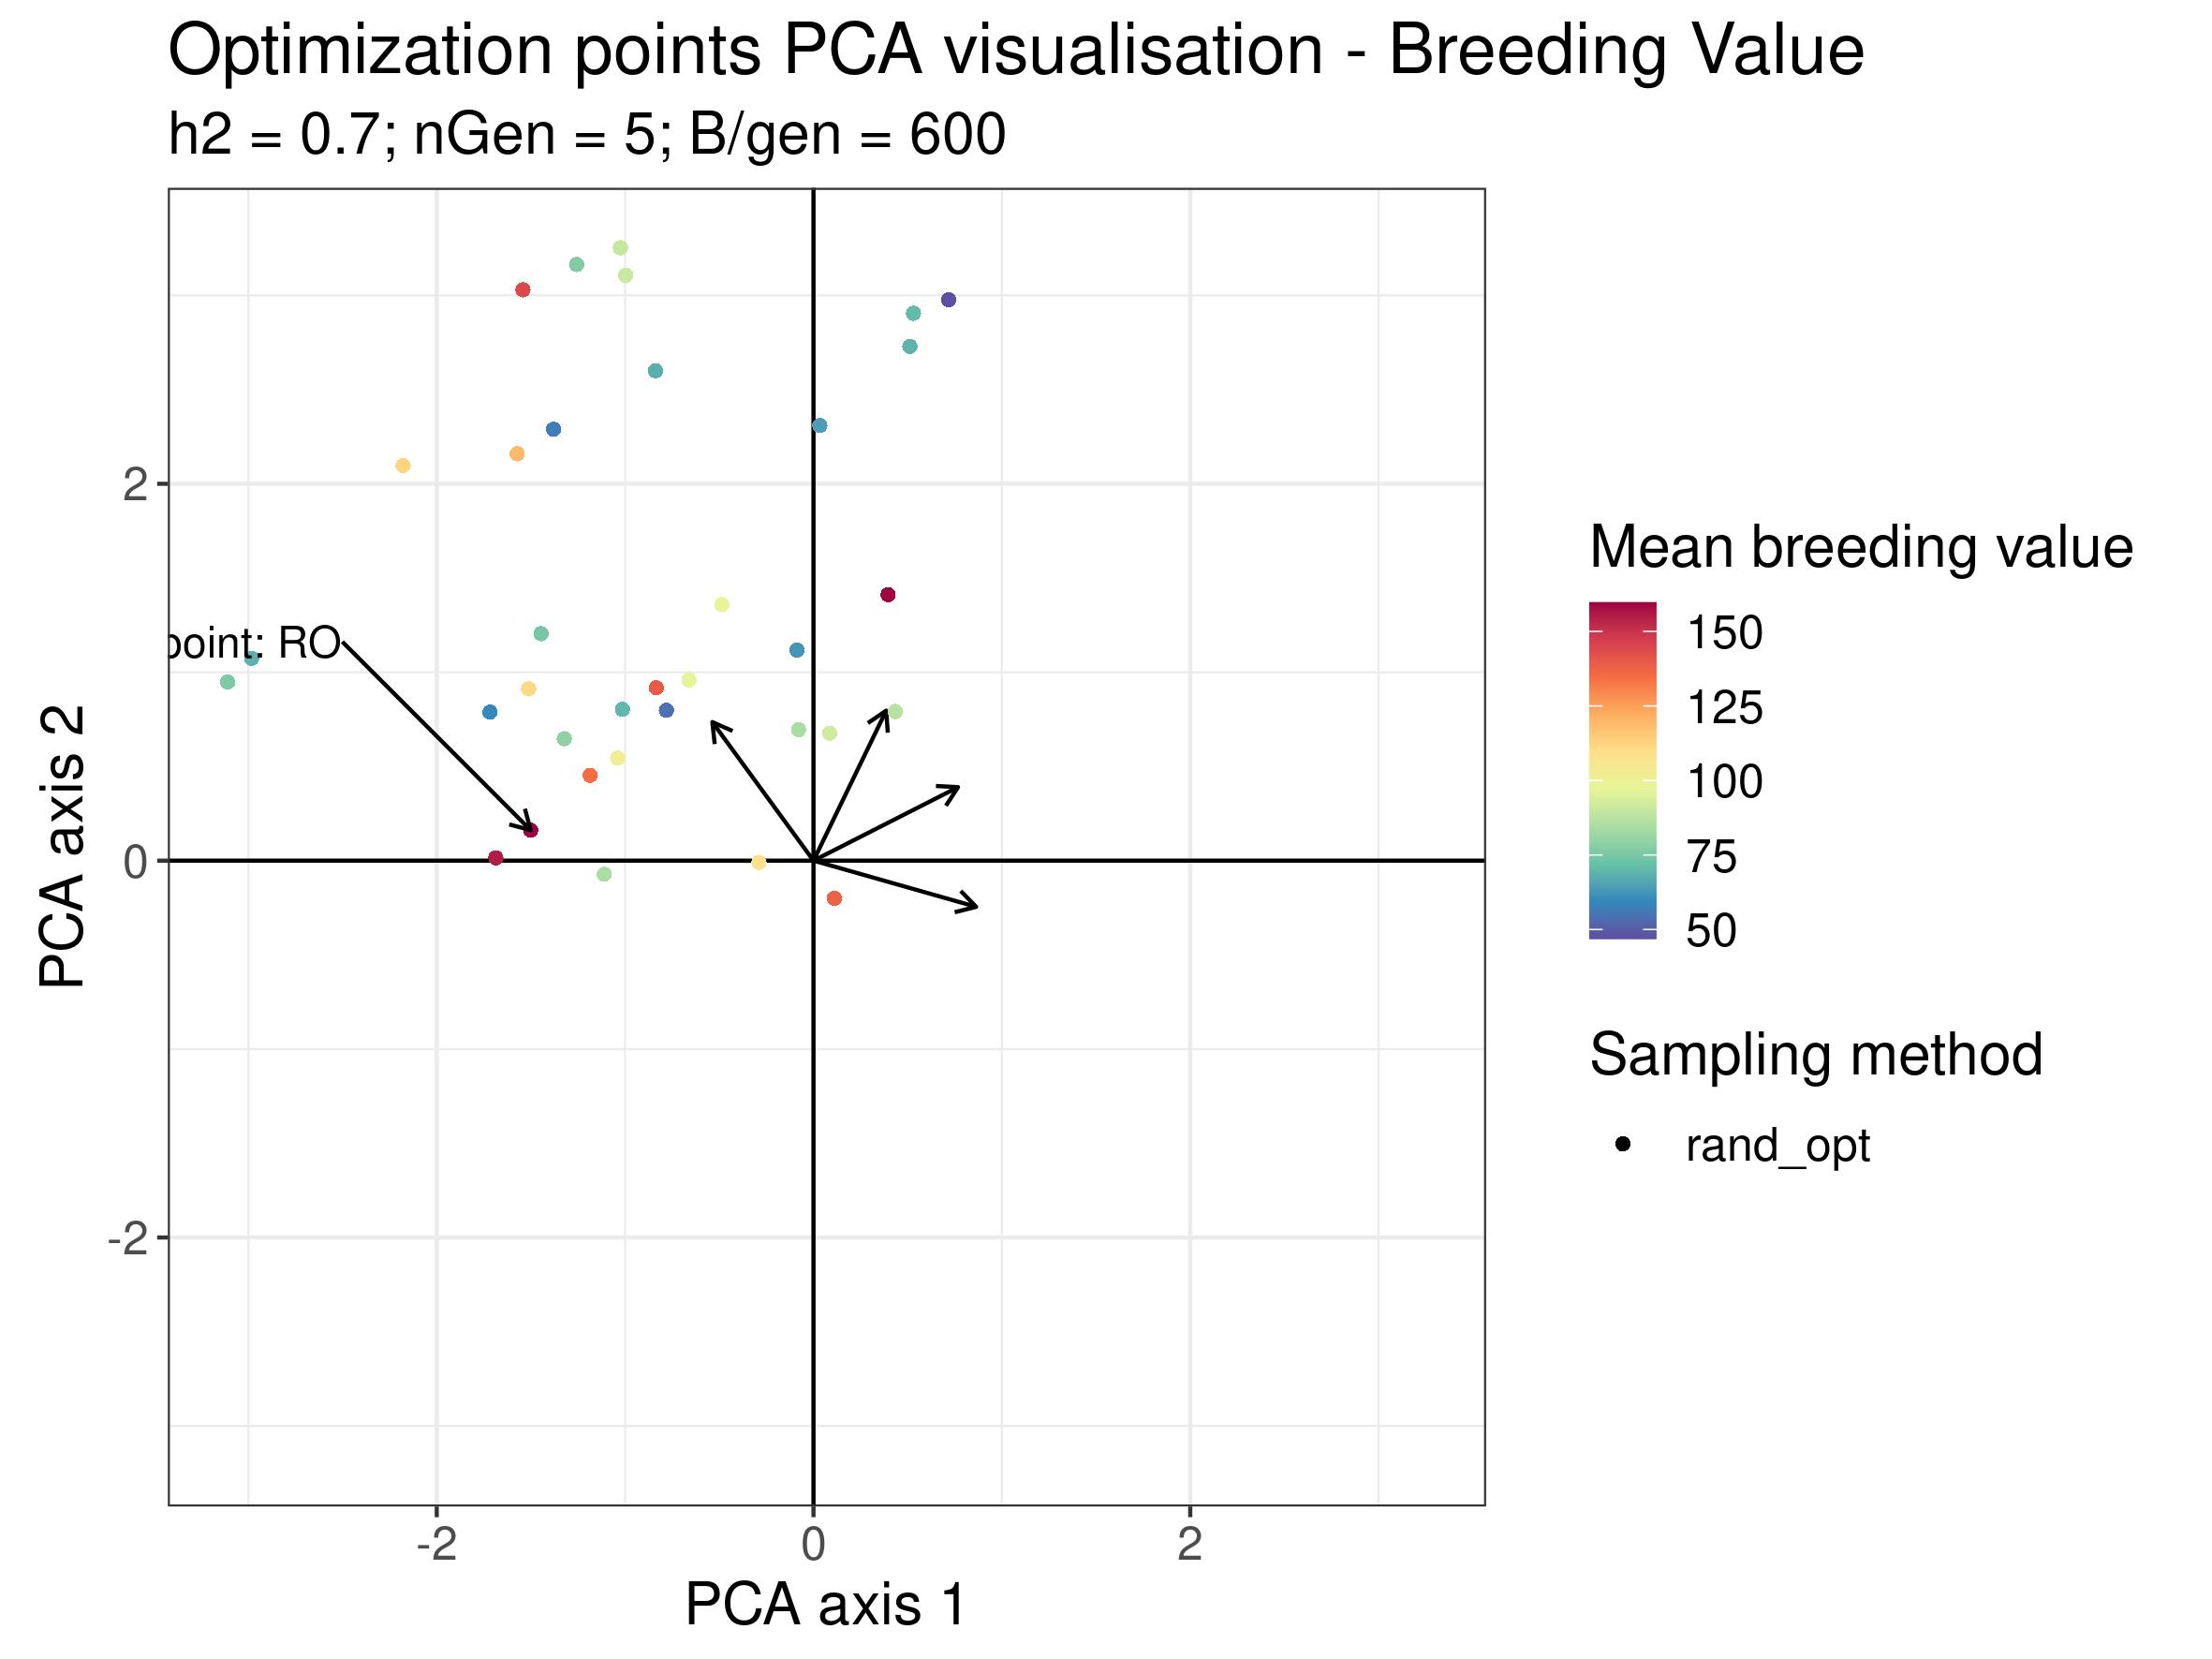 Optimization points PCA visualisation - Breeding Value
h2 = 0.7; nGen = 5; B/gen = 600
point: RO
PCA axis 2
2
0
-2
-2 0 2
PCA axis 1
Mean breeding value
150
125
100
75
50
Sampling method
rand_opt